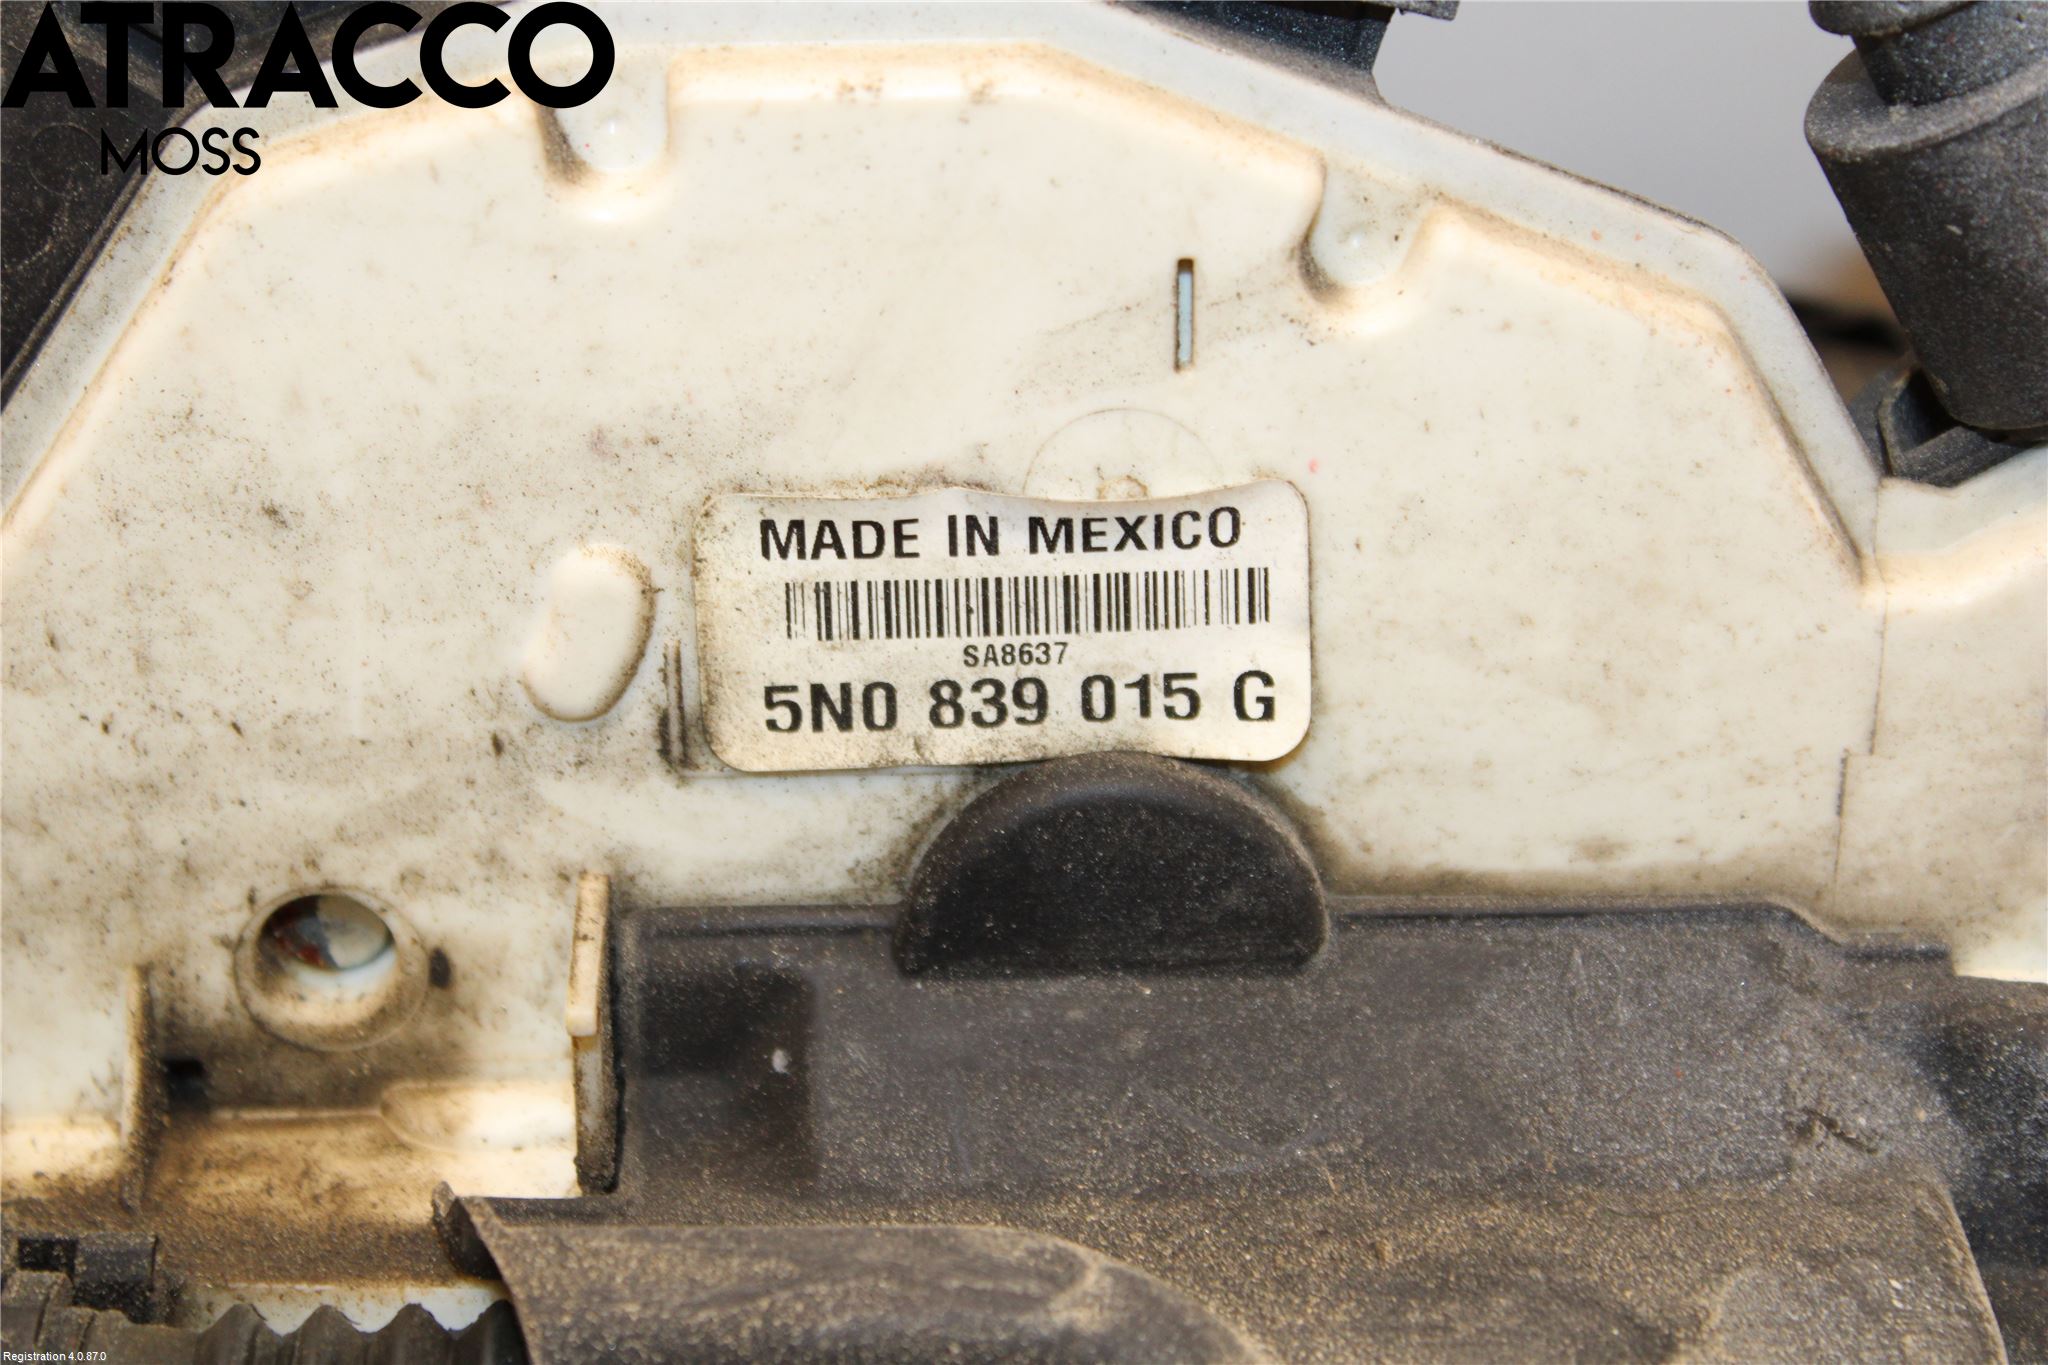 ATRACCO
MOSS
MADE IN MEXICO
SA8637
5N0 839 015 G
Registration 4.0.87.0